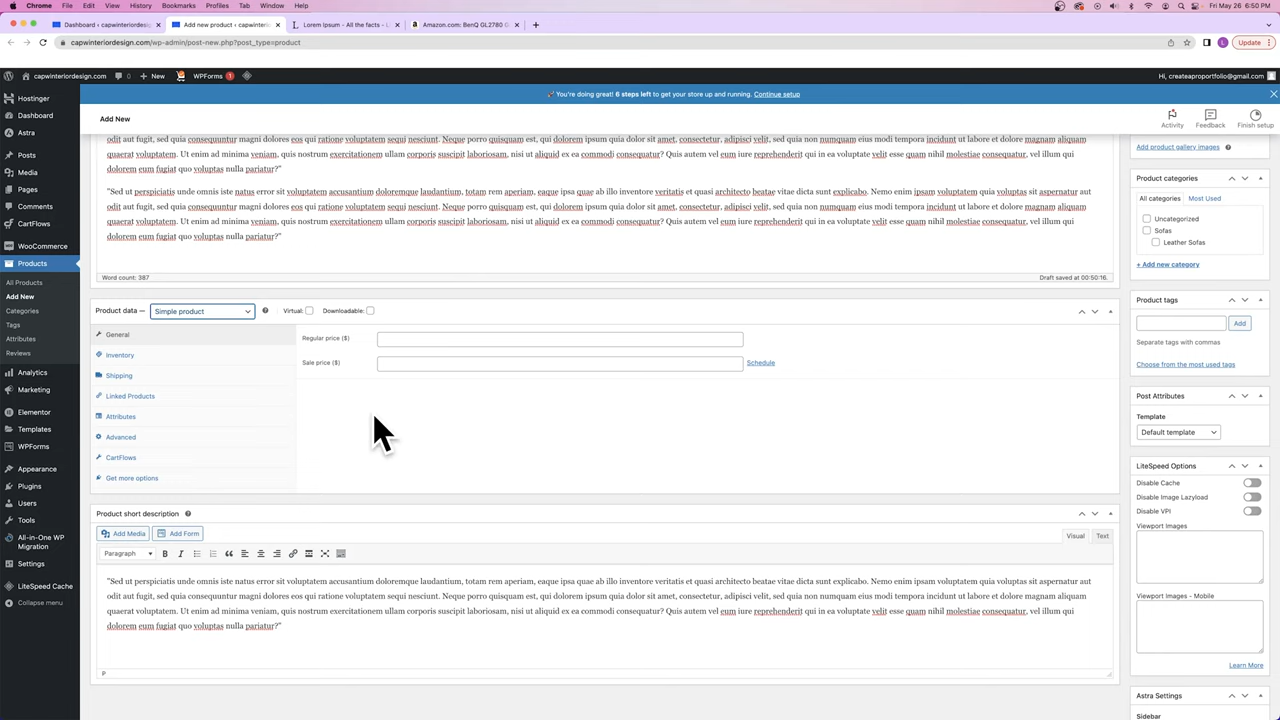 Chrome File Edit View History Bookmarks Profiles Tab Window Help
Fri May 26 6:50 PM
Dashboard ‹ capwinteriordesign
Add new product ‹ capwinterior
Lorem Ipsum - All the facts - L
Amazon.com: BenQ GL2780 G
capwinteriordesign.com/wp-admin/post-new.php?post_type=product
L
Update
capwinteriordesign.com 0 New WPForms 1
Hi, createaproportfolio@gmail.com
You're doing great! 6 steps left to get your store up and running. Continue setup
Add New
Activity
Feedback
Finish setup
Hostinger
Dashboard
Astra
Posts
Media
Pages
Comments
CartFlows
WooCommerce
Products
All Products
Add New
Categories
Tags
Attributes
Reviews
Analytics
Marketing
Elementor
Templates
WPForms
Appearance
Plugins
Users
Tools
All-in-One WP
Migration
Settings
LiteSpeed Cache
Collapse menu
odit aut fugit, sed quia consequuntur magni dolores eos qui ratione voluptatem sequi nesciunt. Neque porro quisquam est, qui dolorem ipsum quia dolor sit amet, consectetur, adipisci velit, sed quia non numquam eius modi tempora incidunt ut labore et dolore magnam aliquam
quaerat voluptatem. Ut enim ad minima veniam, quis nostrum exercitationem ullam corporis suscipit laboriosam, nisi ut aliquid ex ea commodi consequatur? Quis autem vel eum iure reprehenderit qui in ea voluptate velit esse quam nihil molestiae consequatur, vel illum qui
dolorem eum fugiat quo voluptas nulla pariatur?"
"Sed ut perspiciatis unde omnis iste natus error sit voluptatem accusantium doloremque laudantium, totam rem aperiam, eaque ipsa quae ab illo inventore veritatis et quasi architecto beatae vitae dicta sunt explicabo. Nemo enim ipsam voluptatem quia voluptas sit aspernatur aut
odit aut fugit, sed quia consequuntur magni dolores eos qui ratione voluptatem sequi nesciunt. Neque porro quisquam est, qui dolorem ipsum quia dolor sit amet, consectetur, adipisci velit, sed quia non numquam eius modi tempora incidunt ut labore et dolore magnam aliquam
quaerat voluptatem. Ut enim ad minima veniam, quis nostrum exercitationem ullam corporis suscipit laboriosam, nisi ut aliquid ex ea commodi consequatur? Quis autem vel eum iure reprehenderit qui in ea voluptate velit esse quam nihil molestiae consequatur, vel illum qui
dolorem eum fugiat quo voluptas nulla pariatur?"
Word count: 387
Draft saved at 00:50:16.
Product data — Simple product Virtual: Downloadable:
General
Inventory
Shipping
Linked Products
Attributes
Advanced
CartFlows
Get more options
Regular price ($)
Sale price ($)
Schedule
Product short description
Add Media
Add Form
Visual Text
Paragraph
"Sed ut perspiciatis unde omnis iste natus error sit voluptatem accusantium doloremque laudantium, totam rem aperiam, eaque ipsa quae ab illo inventore veritatis et quasi architecto beatae vitae dicta sunt explicabo. Nemo enim ipsam voluptatem quia voluptas sit aspernatur aut
odit aut fugit, sed quia consequuntur magni dolores eos qui ratione voluptatem sequi nesciunt. Neque porro quisquam est, qui dolorem ipsum quia dolor sit amet, consectetur, adipisci velit, sed quia non numquam eius modi tempora incidunt ut labore et dolore magnam aliquam
quaerat voluptatem. Ut enim ad minima veniam, quis nostrum exercitationem ullam corporis suscipit laboriosam, nisi ut aliquid ex ea commodi consequatur? Quis autem vel eum iure reprehenderit qui in ea voluptate velit esse quam nihil molestiae consequatur, vel illum qui
dolorem eum fugiat quo voluptas nulla pariatur?"
P
Add product gallery images
Product categories
All categories Most Used
Uncategorized
Sofas
Leather Sofas
+ Add new category
Product tags
Add
Separate tags with commas
Choose from the most used tags
Post Attributes
Template
Default template
LiteSpeed Options
Disable Cache
Disable Image Lazyload
Disable VPI
Viewport Images
Viewport Images - Mobile
Learn More
Astra Settings
Sidebar